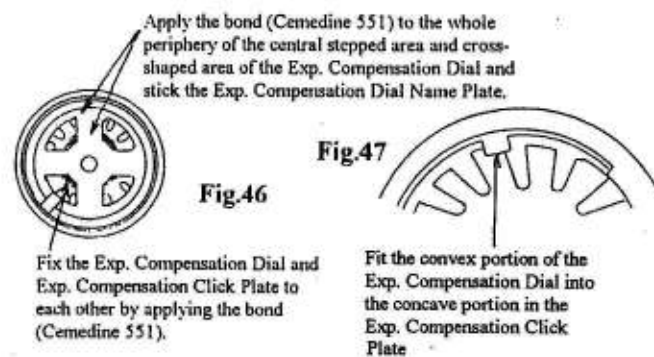 Apply the bond (Cemedine 551) to the whole
periphery of the central stepped area and cross-
shaped area of the Exp. Compensation Dial and
stick the Exp. Compensation Dial Name Plate.
Fig.46
Fig.47
Fix the Exp. Compensation Dial and
Exp. Compensation Click Plate to
each other by applying the bond
(Cemedine 551).
Fit the convex portion of the
Exp. Compensation Dial into
the concave portion in the
Exp. Compensation Click
Plate